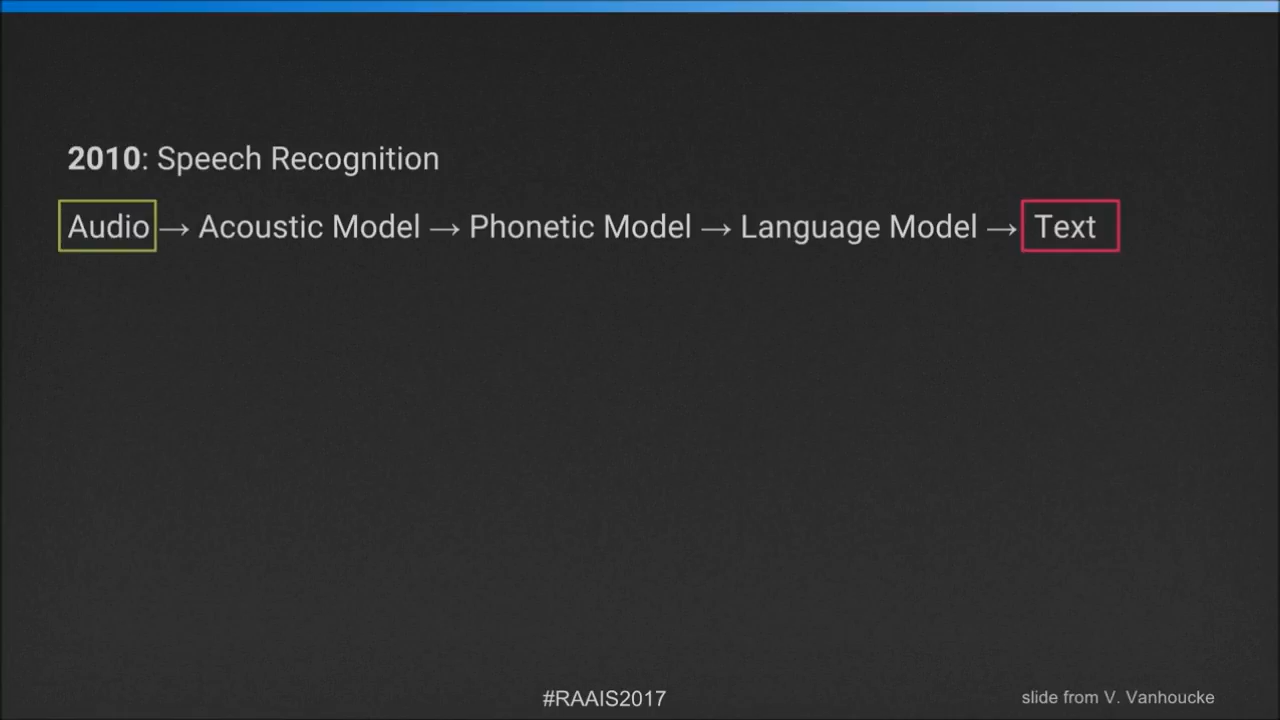 2010: Speech Recognition
Audio → Acoustic Model → Phonetic Model → Language Model → Text
#RAAIS2017
slide from V. Vanhoucke